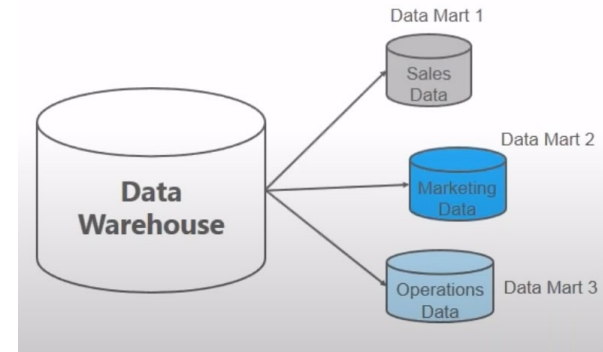 Data Mart 1
Sales
Data
Data Mart 2
Marketing
Data
Data
Warehouse
Operations
Data
Data Mart 3